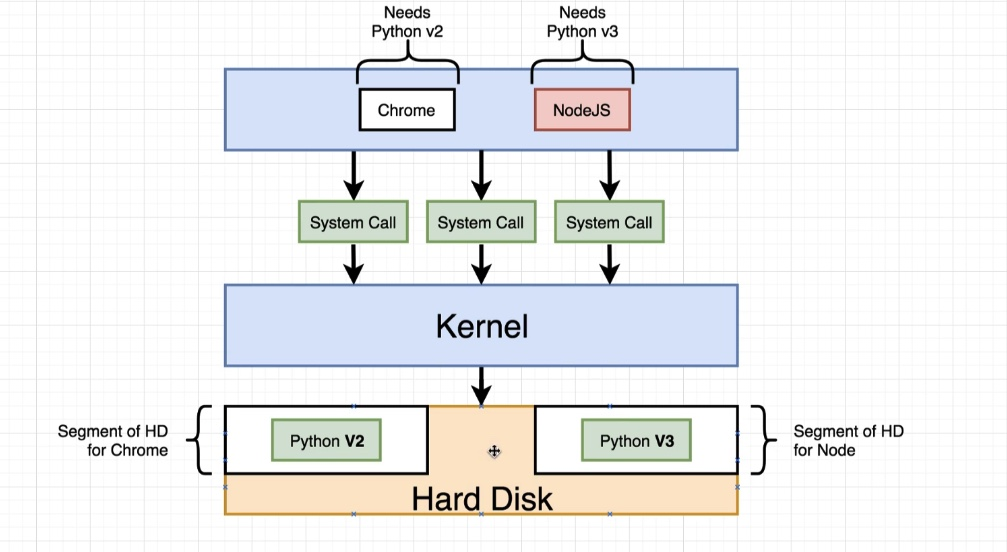 Needs
Python v2
Needs
Python v3
Chrome
NodeJS
System Call
System Call
System Call
Kernel
Segment of HD
for Chrome
Python V2
Python V3
Segment of HD
for Node
Hard Disk